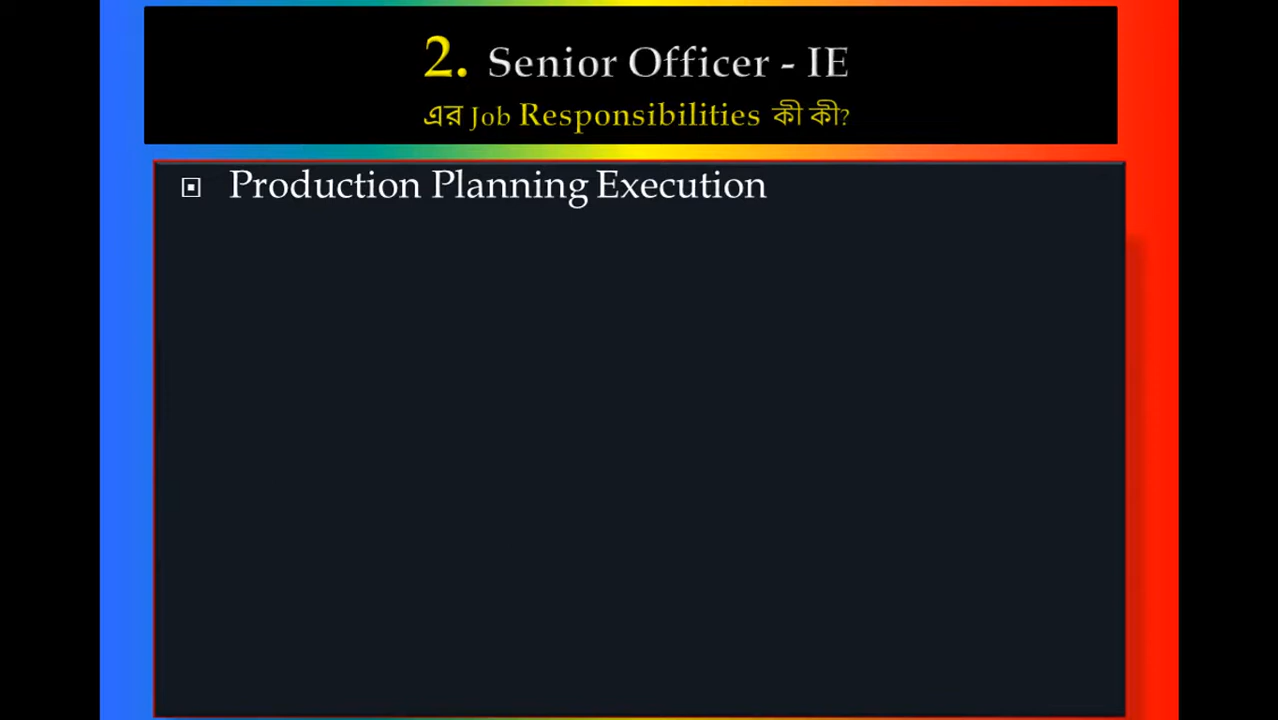 2. Senior Officer - IE
এর Job Responsibilities কী কী?
Production Planning Execution